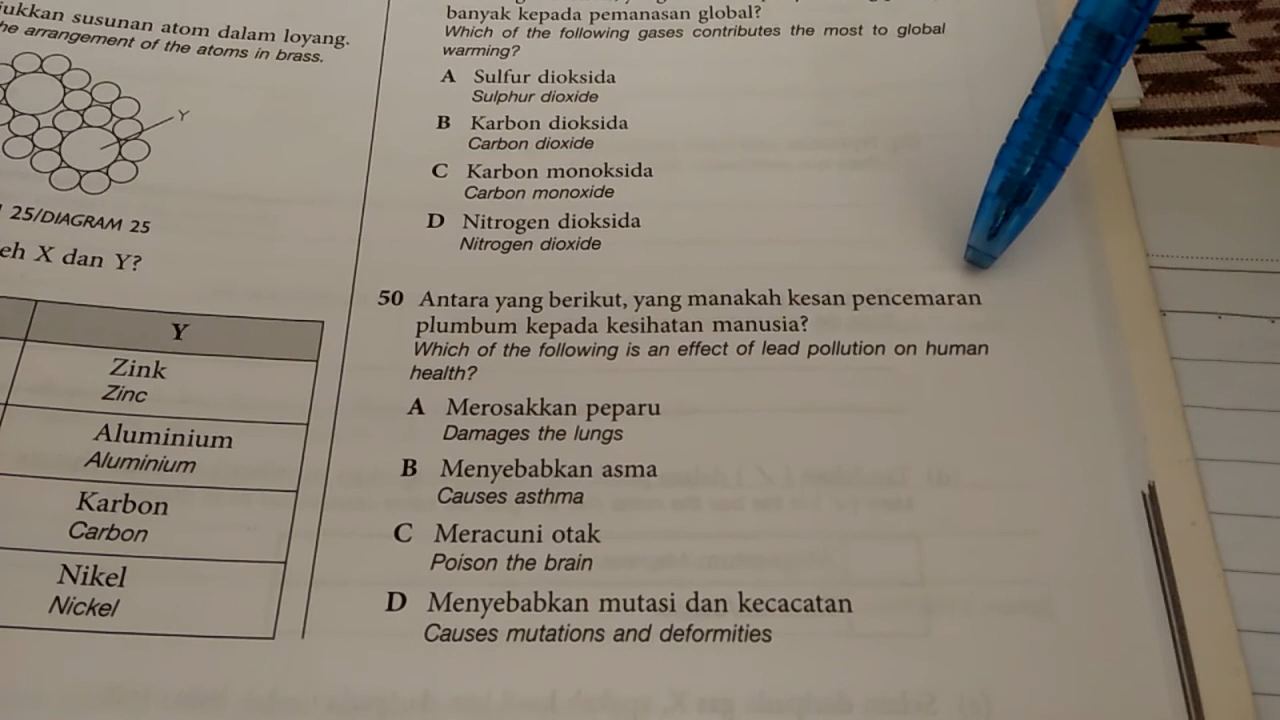 jukkan susunan atom dalam loyang.
he arrangement of the atoms in brass.
Y
25/DIAGRAM 25
eh X dan Y?
Y
Zink
Zinc
Aluminium
Aluminium
Karbon
Carbon
Nikel
Nickel
banyak kepada pemanasan global?
Which of the following gases contributes the most to global
warming?
A Sulfur dioksida
Sulphur dioxide
B Karbon dioksida
Carbon dioxide
C Karbon monoksida
Carbon monoxide
D Nitrogen dioksida
Nitrogen dioxide
50 Antara yang berikut, yang manakah kesan pencemaran
plumbum kepada kesihatan manusia?
Which of the following is an effect of lead pollution on human
health?
A Merosakkan peparu
Damages the lungs
B Menyebabkan asma
Causes asthma
C Meracuni otak
Poison the brain
D Menyebabkan mutasi dan kecacatan
Causes mutations and deformities